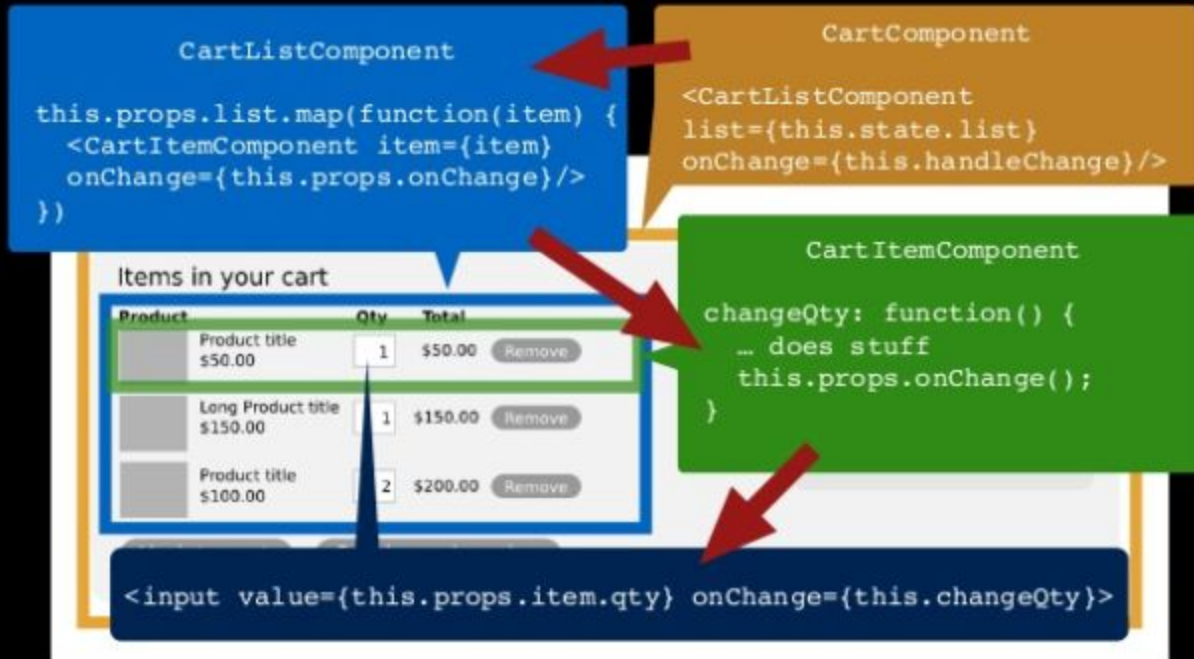 CartListComponent
this.props.list.map(function(item) {
<CartItemComponent item={item}
onChange={this.props.onChange}/>
})
CartComponent
<CartListComponent
list={this.state.list}
onChange={this.handleChange}/>
CartItemComponent
changeQty: function() {
… does stuff
this.props.onChange();
}
Items in your cart
Product Qty Total
Product title
$50.00
1 $50.00 Remove
Long Product title
$150.00
1 $150.00 Remove
Product title
$100.00
2 $200.00 Remove
<input value={this.props.item.qty} onChange={this.changeQty}>